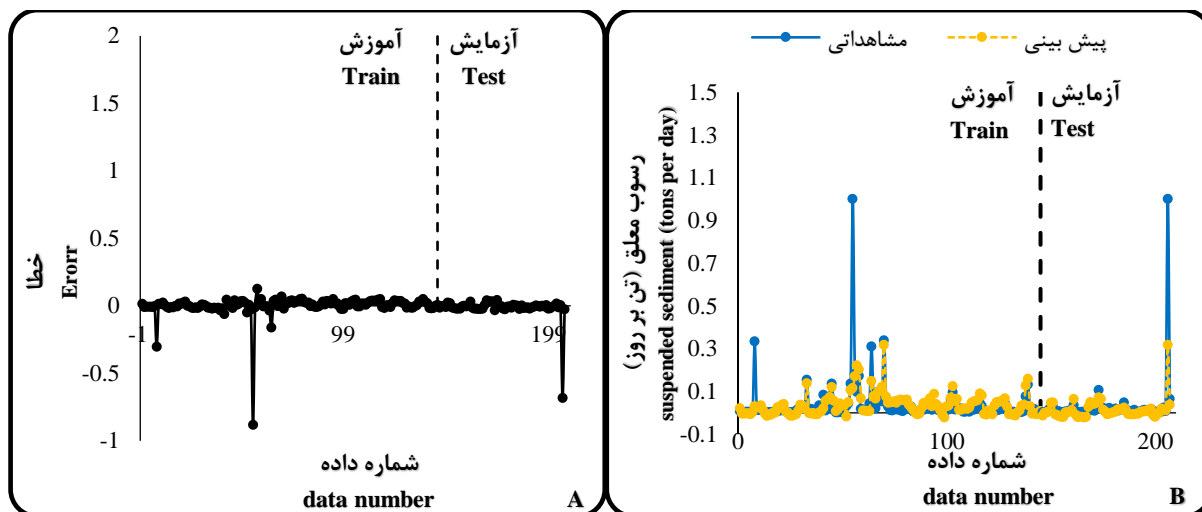 2
1.5
1
0.5
0
-0.5
-1
-1
99
199
آموزش
Train
آزمایش
Test
خطا
Erorr
شماره داده
data number
A
مشاهداتی
پیش بینی
1.5
1.3
1.1
0.9
0.7
0.5
0.3
0.1
-0.1
0
100
200
آموزش
Train
آزمایش
Test
رسوب معلق (تن بر روز)
suspended sediment (tons per day)
شماره داده
data number
B